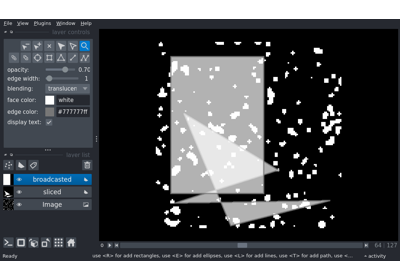 File View Plugins Window Help
layer controls
opacity: 0.70
edge width: 1
blending: translucen
face color: white
edge color: #777777ff
display text:
layer list
broadcasted
sliced
Image
0 64 127
Ready use <R> for add rectangles, use <E> for add ellipses, use <L> for add lines, use <T> for add path, use <... activity